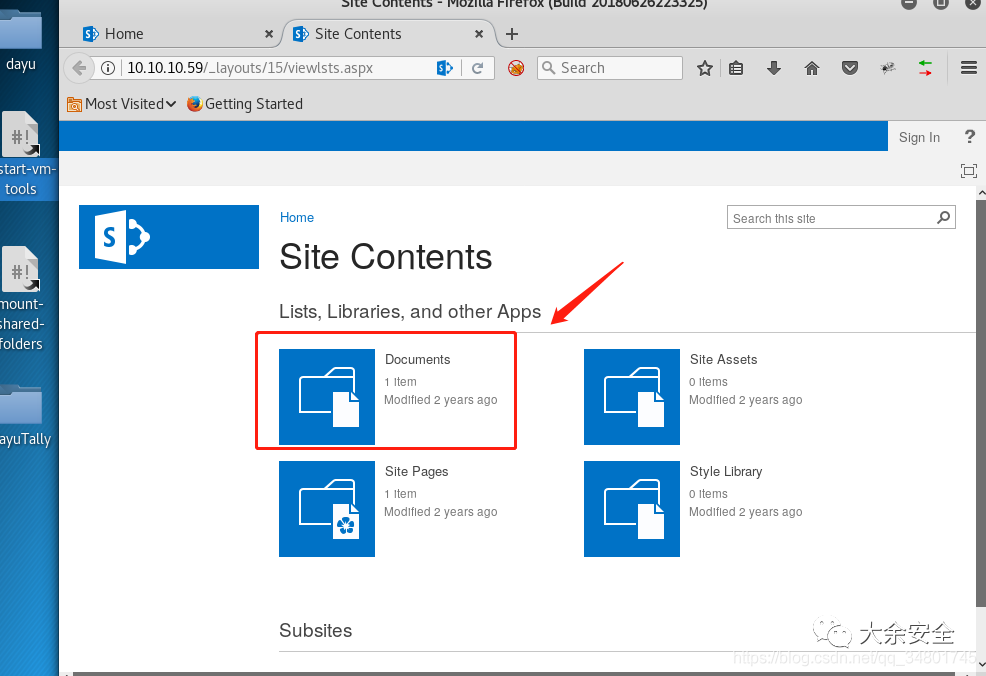 Site Contents - Mozilla Firefox (Build 20180626223325)
Home
Site Contents
10.10.10.59/_layouts/15/viewlsts.aspx
Search
Most Visited
Getting Started
dayu
#!
start-vm-
tools
#!
mount-
shared-
folders
ayuTally
Sign In
?
S
Home
Search this site
Site Contents
Lists, Libraries, and other Apps
Documents
1 item
Modified 2 years ago
Site Assets
0 items
Modified 2 years ago
Site Pages
1 item
Modified 2 years ago
Style Library
0 items
Modified 2 years ago
Subsites
大余安全
https://blog.csdn.net/qq_34801745